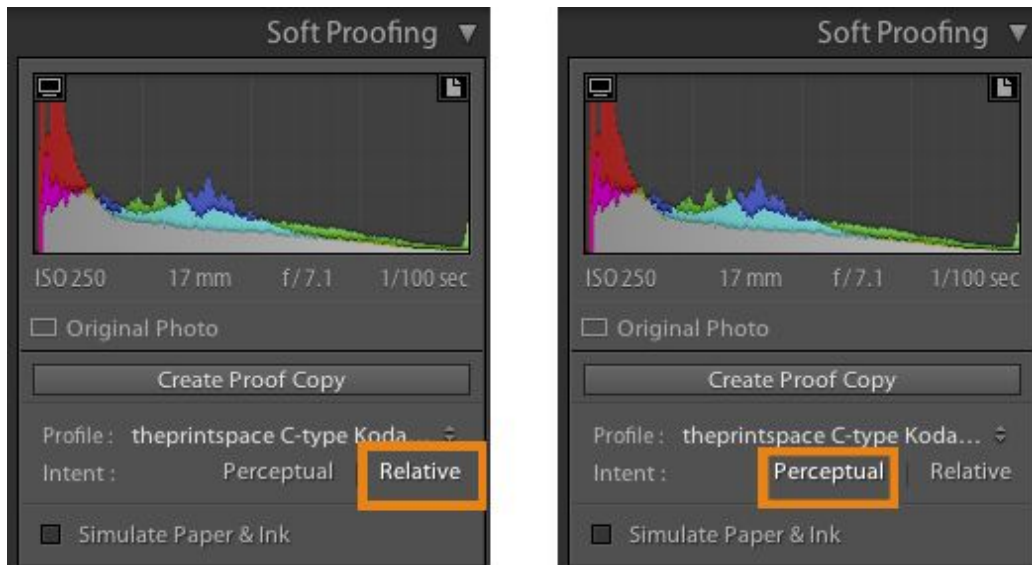 Soft Proofing
ISO 250 17 mm f/7.1 1/100 sec
Original Photo
Create Proof Copy
Profile : theprintspace C-type Koda...
Intent : Perceptual Relative
Simulate Paper & Ink
Soft Proofing
ISO 250 17 mm f/7.1 1/100 sec
Original Photo
Create Proof Copy
Profile : theprintspace C-type Koda...
Intent : Perceptual Relative
Simulate Paper & Ink